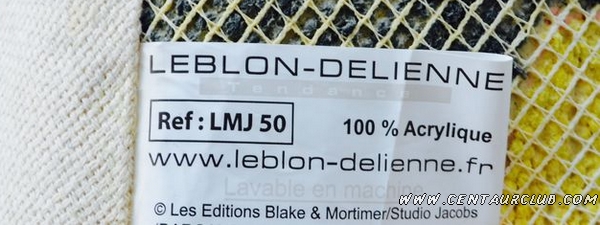 LEBLON-DELIENNE
Tendance
Ref : LMJ 50
100 % Acrylique
www.leblon-delienne.fr
Lavable en machine
WWW.CENTAURCLUB.COM
© Les Editions Blake & Mortimer/Studio Jacobs